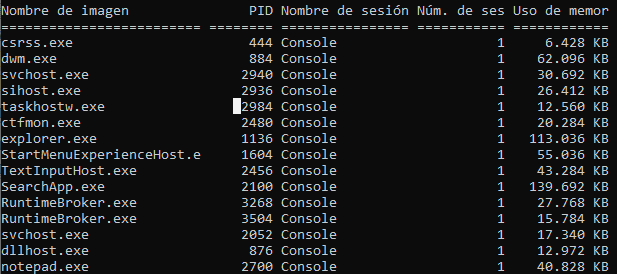 Nombre de imagen               PID Nombre de sesión Núm. de ses Uso de memor
========================= ======== ================ =========== ============
csrss.exe                      444 Console                    1     6.428 KB
dwm.exe                        884 Console                    1    62.096 KB
svchost.exe                   2940 Console                    1    30.692 KB
sihost.exe                    2936 Console                    1    26.412 KB
taskhostw.exe                 2984 Console                    1    12.560 KB
ctfmon.exe                    2480 Console                    1    20.284 KB
explorer.exe                  1136 Console                    1   113.036 KB
StartMenuExperienceHost.e     1604 Console                    1    55.036 KB
TextInputHost.exe             2456 Console                    1    43.284 KB
SearchApp.exe                 2100 Console                    1   139.692 KB
RuntimeBroker.exe             3268 Console                    1    27.768 KB
RuntimeBroker.exe             3504 Console                    1    15.784 KB
svchost.exe                   2052 Console                    1    17.340 KB
dllhost.exe                    876 Console                    1    12.972 KB
notepad.exe                   2700 Console                    1    40.828 KB